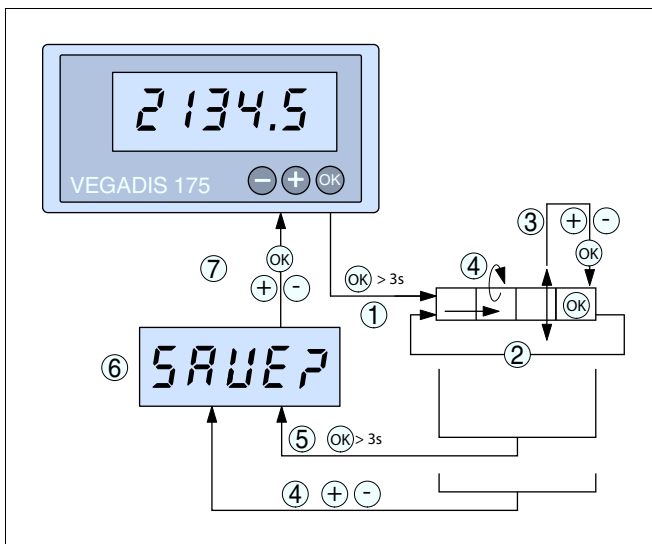 2134.5
VEGADIS 175 − + OK
③ + -
OK
⑦ OK
+ -
OK > 3s
①
④
OK
②
⑥ SAVE?
⑤ OK > 3s
④ + -